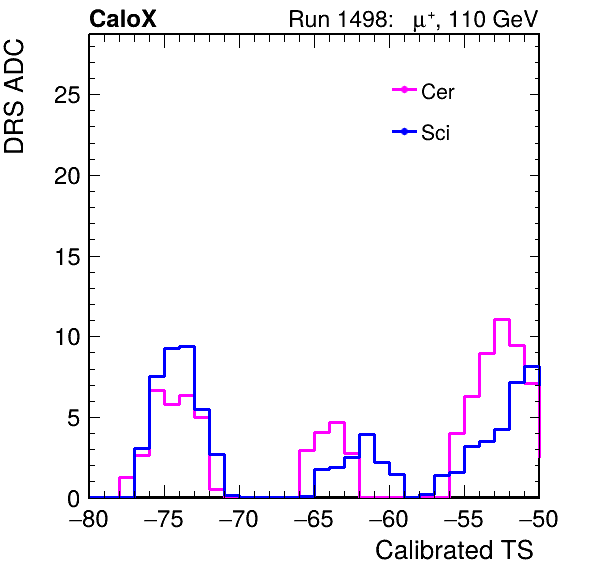 CaloX Run 1498: μ⁺, 110 GeV
DRS ADC
25
20
15
10
5
0
Cer
Sci
−80 −75 −70 −65 −60 −55 −50
Calibrated TS